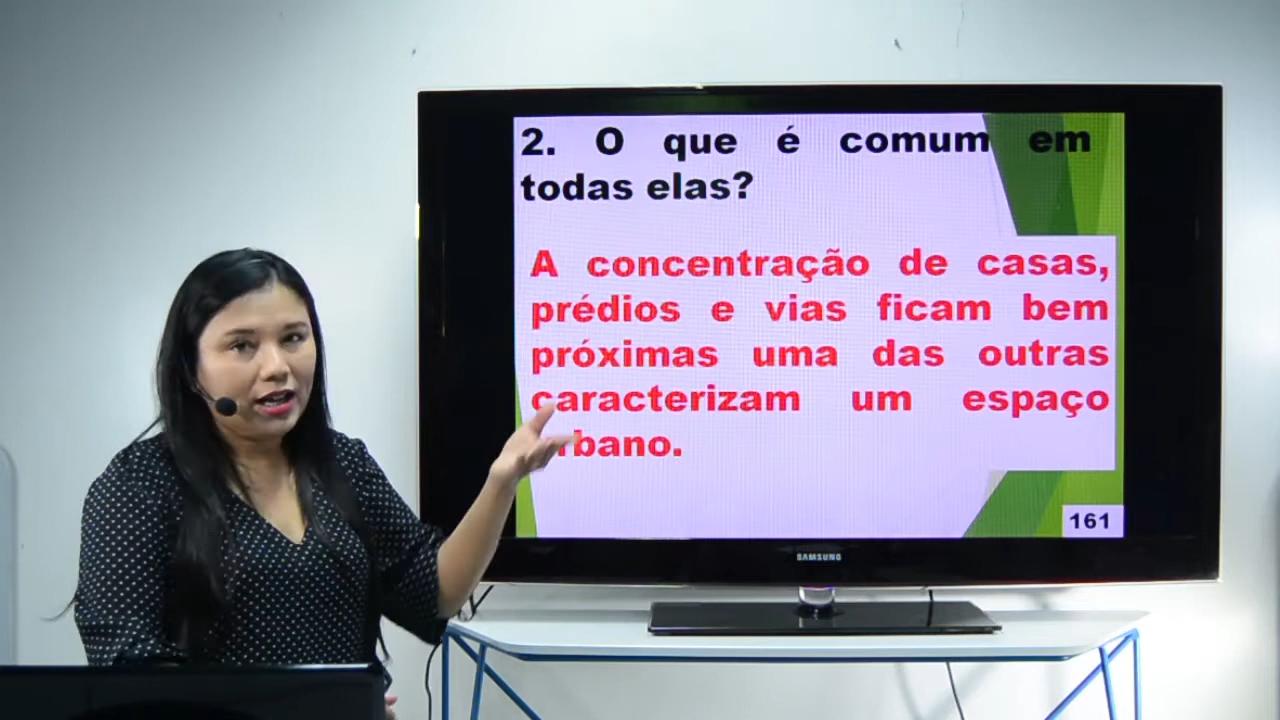 2. O que é comum em
todas elas?
A concentração de casas,
prédios e vias ficam bem
próximas uma das outras
caracterizam um espaço
urbano.
161
SAMSUNG